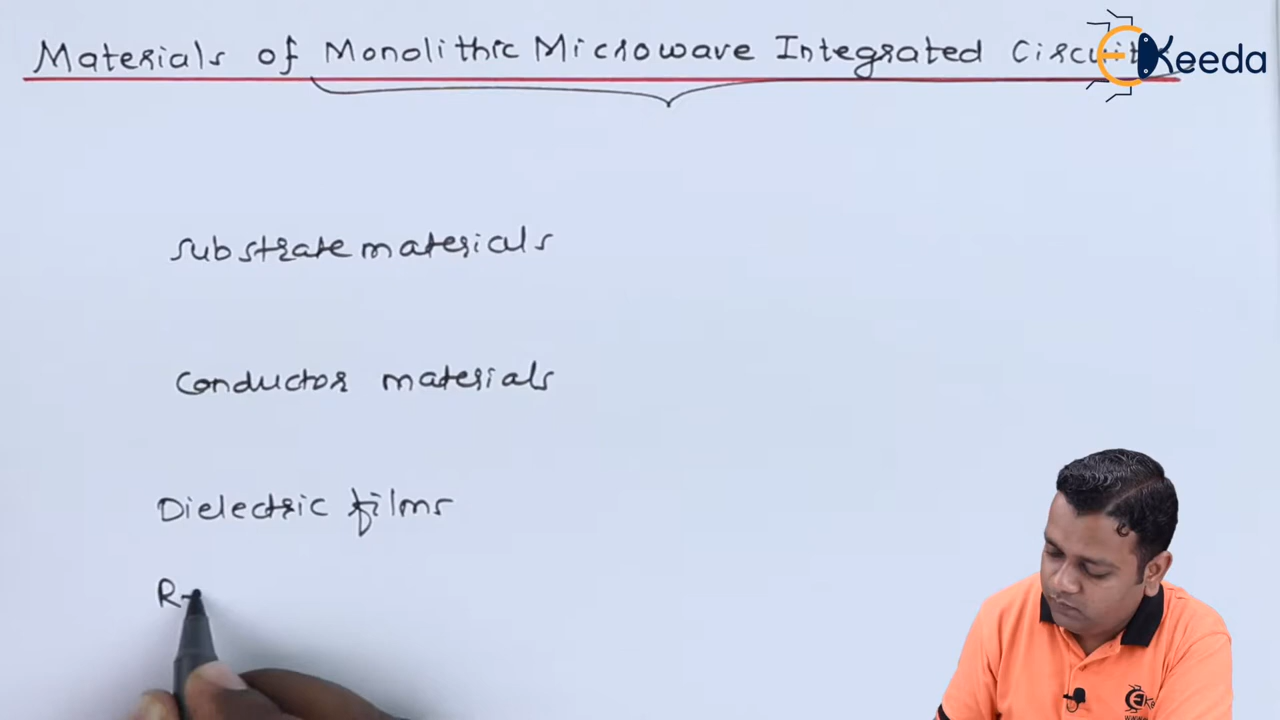 Materials of Monolithic Microwave Integrated Circuits
Keeda
substrate materials
conductor materials
Dielectric films
R